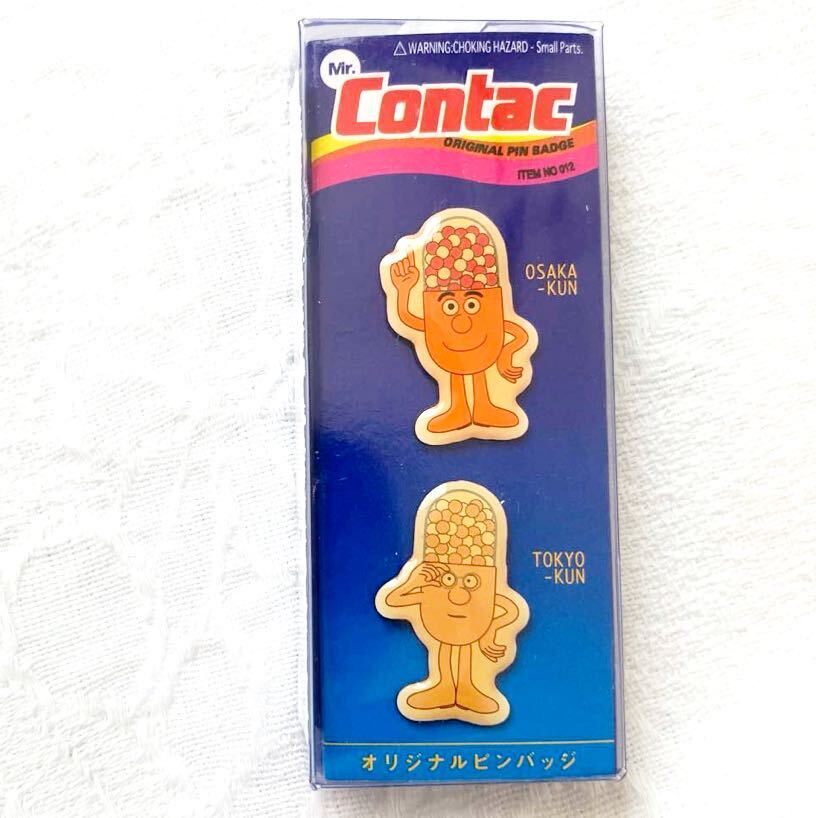 ⚠ WARNING:CHOKING HAZARD - Small Parts.
Mr.
Contac
ORIGINAL PIN BADGE
ITEM NO 012
OSAKA
-KUN
TOKYO
-KUN
オリジナルピンバッジ